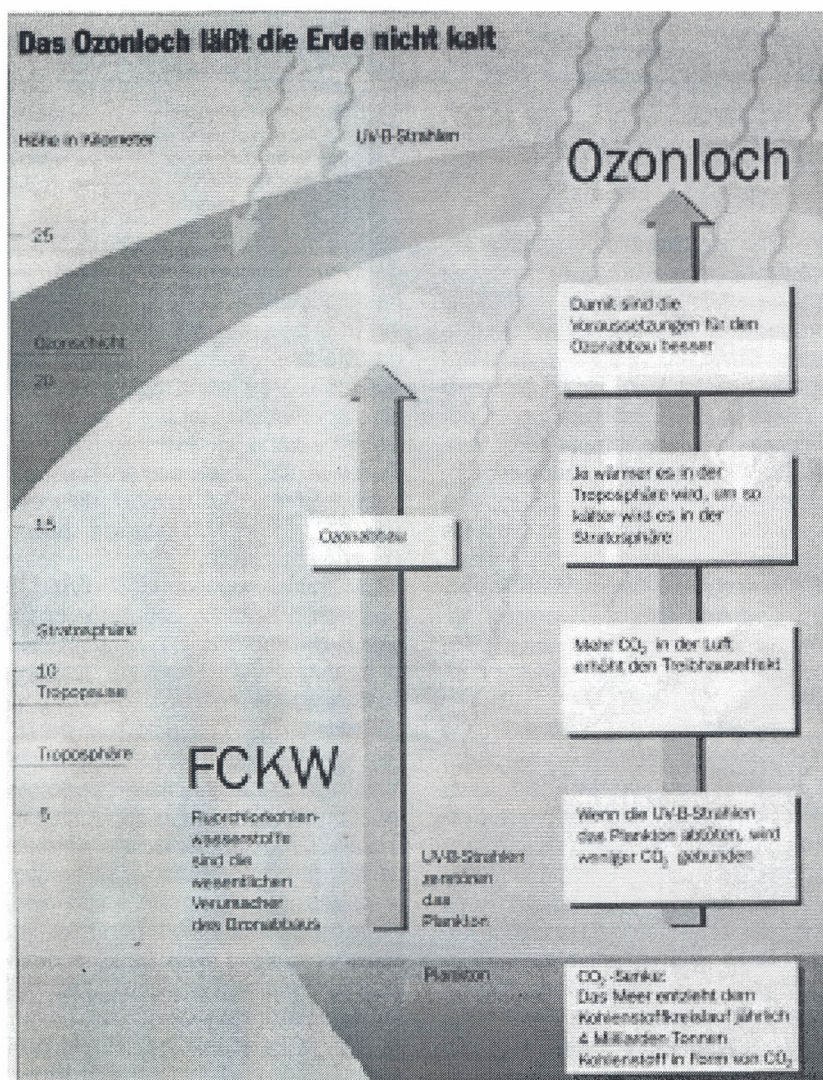 Das Ozonloch läßt die Erde nicht kalt
Höhe in Kilometer
UV-B-Strahlen
Ozonloch
25
Damit sind die
Voraussetzungen für den
Ozonabbau besser
Ozonschicht
20
Je wärmer es in der
Troposphäre wird, um so
kälter wird es in der
Stratosphäre
15
Ozonabbau
Stratosphäre
10
Tropopause
Mehr CO₂ in der Luft
erhöht den Treibhauseffekt
Troposphäre
FCKW
5
Fluorchlorkohlen-
wasserstoffe
sind die
wesentlichen
Verursacher
des Ozonabbaus
UV-B-Strahlen
zerstören
das
Plankton
Wenn die UV-B-Strahlen
das Plankton abtöten, wird
weniger CO₂ gebunden
Plankton
CO₂-Senke:
Das Meer entzieht dem
Kohlenstoffkreislauf jährlich
4 Milliarden Tonnen
Kohlenstoff in Form von CO₂